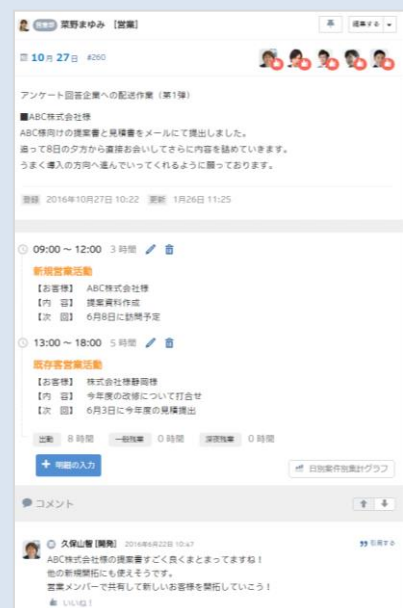 営業部 菜野まゆみ [営業]
提案する
10月27日 #260
アンケート回答企業への配送作業（第1弾）
■ABC株式会社様
ABC様向けの提案書と見積書をメールにて提出しました。
追って8日の夕方から直接お会いしてさらに内容を詰めていきます。
うまく導入の方向へ進んでいってくれるように願っております。
登録 2016年10月27日 10:22 更新 1月26日 11:25
09:00 ～ 12:00 3 時間
新規営業活動
【お客様】 ABC株式会社様
【内 容】 提案資料作成
【次 回】 6月8日に訪問予定
13:00 ～ 18:00 5 時間
既存客営業活動
【お客様】 株式会社様静岡様
【内 容】 今年度の改修について打合せ
【次 回】 6月3日に今年度の見積提出
出勤 8 時間 一般残業 0 時間 深夜残業 0 時間
+ 明細の入力
日別案件別集計グラフ
コメント
久保山智 [開発] 2016年6月22日 10:47
引用する
ABC株式会社様の提案書すごく良くまとまってますね！
他の新規開拓にも使えそうです。
営業メンバーで共有して新しいお客様を開拓していこう！
いいね！